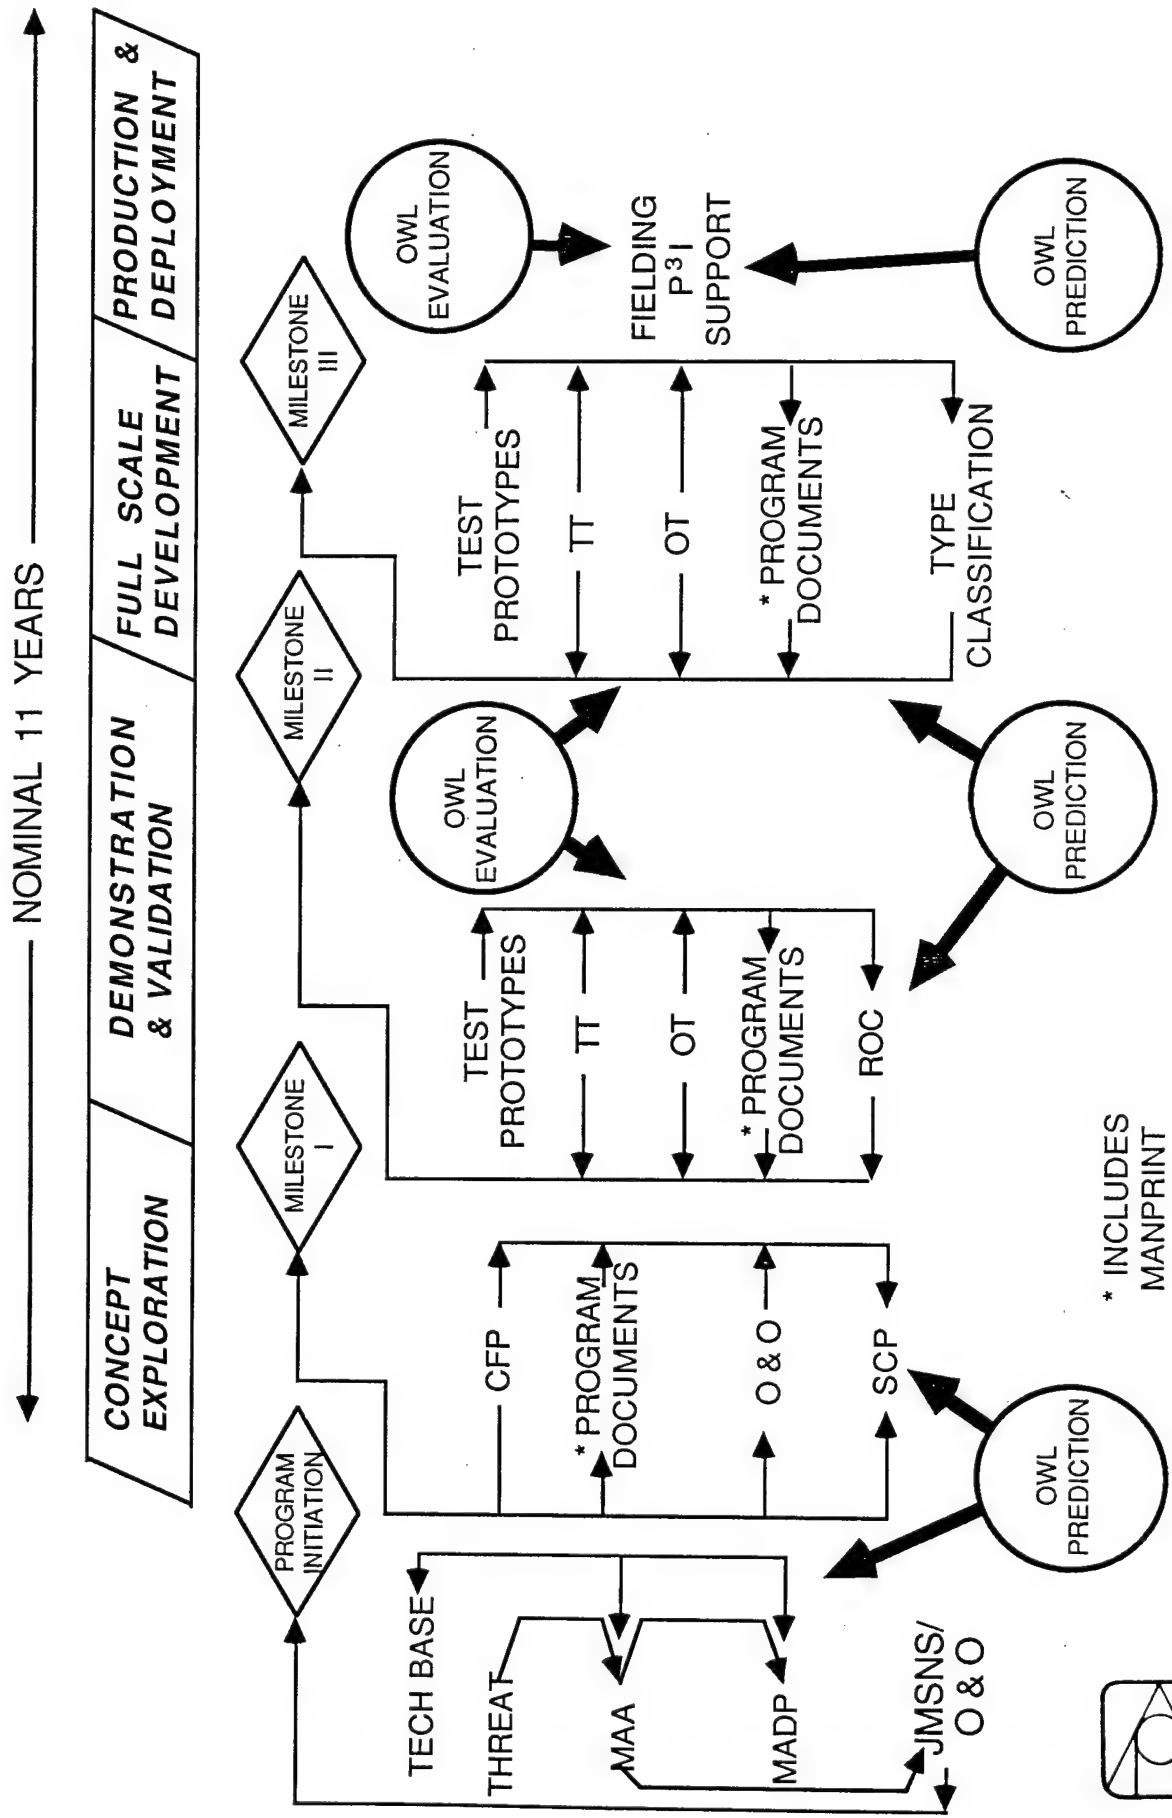 NOMINAL 11 YEARS
CONCEPT
EXPLORATION
DEMONSTRATION
& VALIDATION
FULL SCALE
DEVELOPMENT
PRODUCTION &
DEPLOYMENT
PROGRAM
INITIATION
MILESTONE
I
MILESTONE
II
MILESTONE
III
TECH BASE
THREAT
MAA
MADP
JMSNS/
O & O
CFP
* PROGRAM
DOCUMENTS
O & O
SCP
TEST
PROTOTYPES
TT
OT
* PROGRAM
DOCUMENTS
ROC
OWL
EVALUATION
TEST
PROTOTYPES
TT
OT
* PROGRAM
DOCUMENTS
TYPE
CLASSIFICATION
OWL
EVALUATION
FIELDING
P³I
SUPPORT
OWL
PREDICTION
OWL
PREDICTION
OWL
PREDICTION
* INCLUDES
MANPRINT